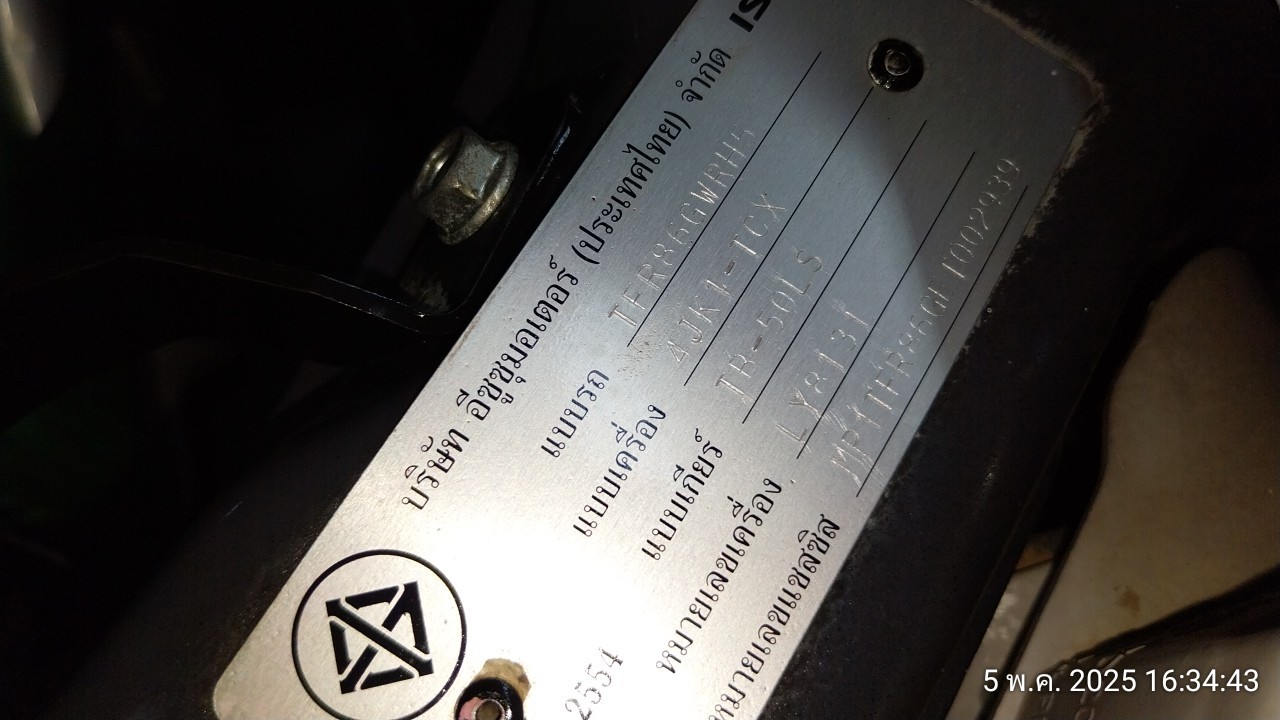 บริษัท อีซูซุมอเตอร์ (ประเทศไทย) จำกัด IS
แบบรถ TFR86GWRH5
แบบเครื่อง 4JK1-TCX
แบบเกียร์ TB-50LS
หมายเลขเครื่อง LY8131
หมายเลขแชสซิส
2554
5 พ.ค. 2025 16:34:43